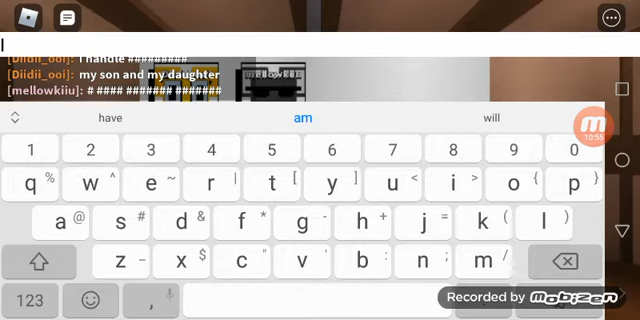 [Diidii_ooi]: I handle #########
[Diidii_ooi]: my son and my daughter
[mellowkiiu]: # #### ####### #######
mellowkiiu
have am will
10:55
1 2 3 4 5 6 7 8 9 0
q % w ^ e ~ r | t [ y ] u < i > o { p }
a @ s # d & f * g - h + j = k ( l )
z _ x $ c " v ' b : n ; m /
123 ,
Recorded by mobizen